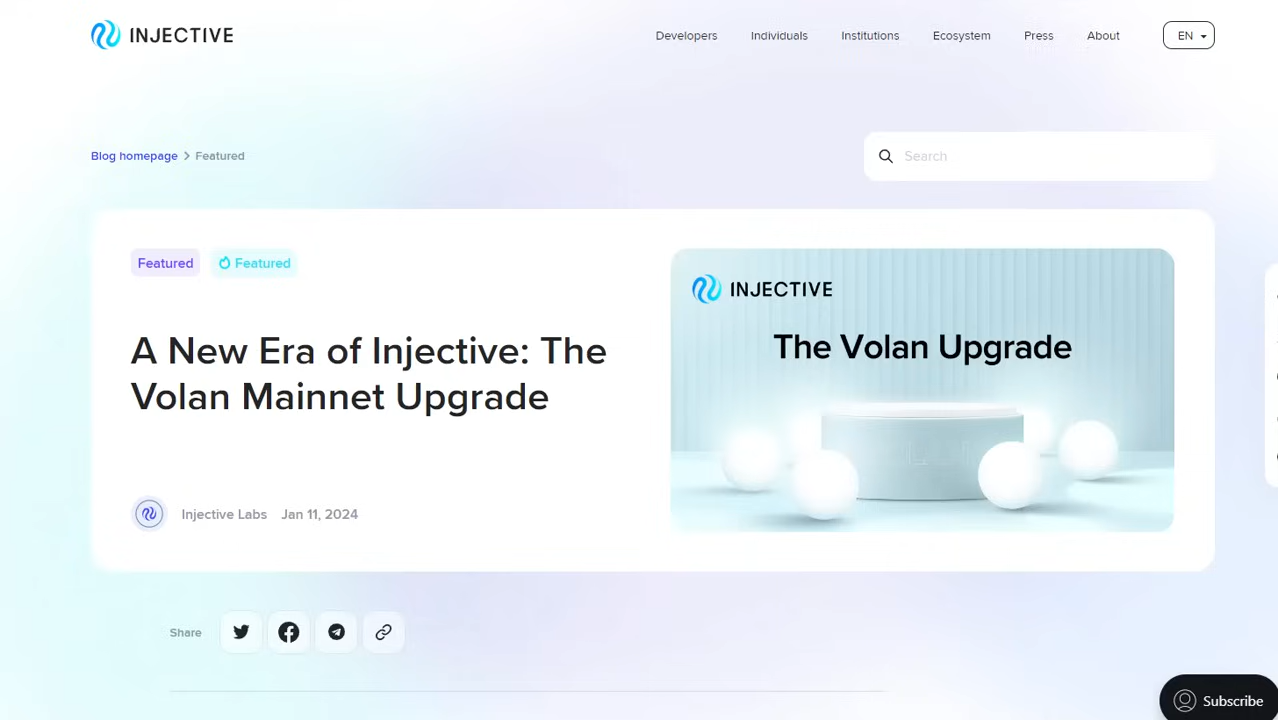 INJECTIVE
Developers Individuals Institutions Ecosystem Press About EN
Blog homepage Featured
Search
Featured Featured
A New Era of Injective: The
Volan Mainnet Upgrade
Injective Labs Jan 11, 2024
INJECTIVE
The Volan Upgrade
Share
Subscribe